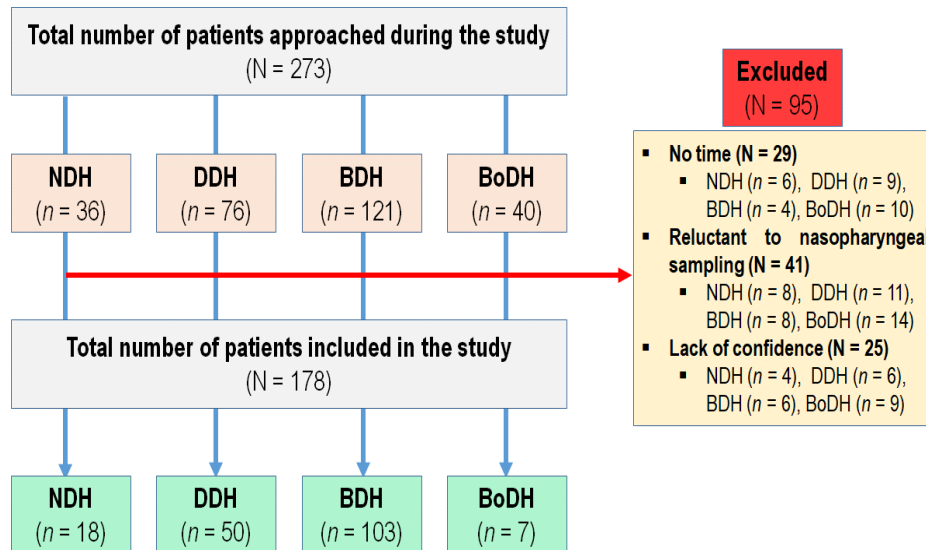 Total number of patients approached during the study
(N = 273)
NDH
(n = 36)
DDH
(n = 76)
BDH
(n = 121)
BoDH
(n = 40)
Total number of patients included in the study
(N = 178)
NDH
(n = 18)
DDH
(n = 50)
BDH
(n = 103)
BoDH
(n = 7)
Excluded
(N = 95)
▪ No time (N = 29)
▪ NDH (n = 6), DDH (n = 9),
BDH (n = 4), BoDH (n = 10)
▪ Reluctant to nasopharyngeal
sampling (N = 41)
▪ NDH (n = 8), DDH (n = 11),
BDH (n = 8), BoDH (n = 14)
▪ Lack of confidence (N = 25)
▪ NDH (n = 4), DDH (n = 6),
BDH (n = 6), BoDH (n = 9)